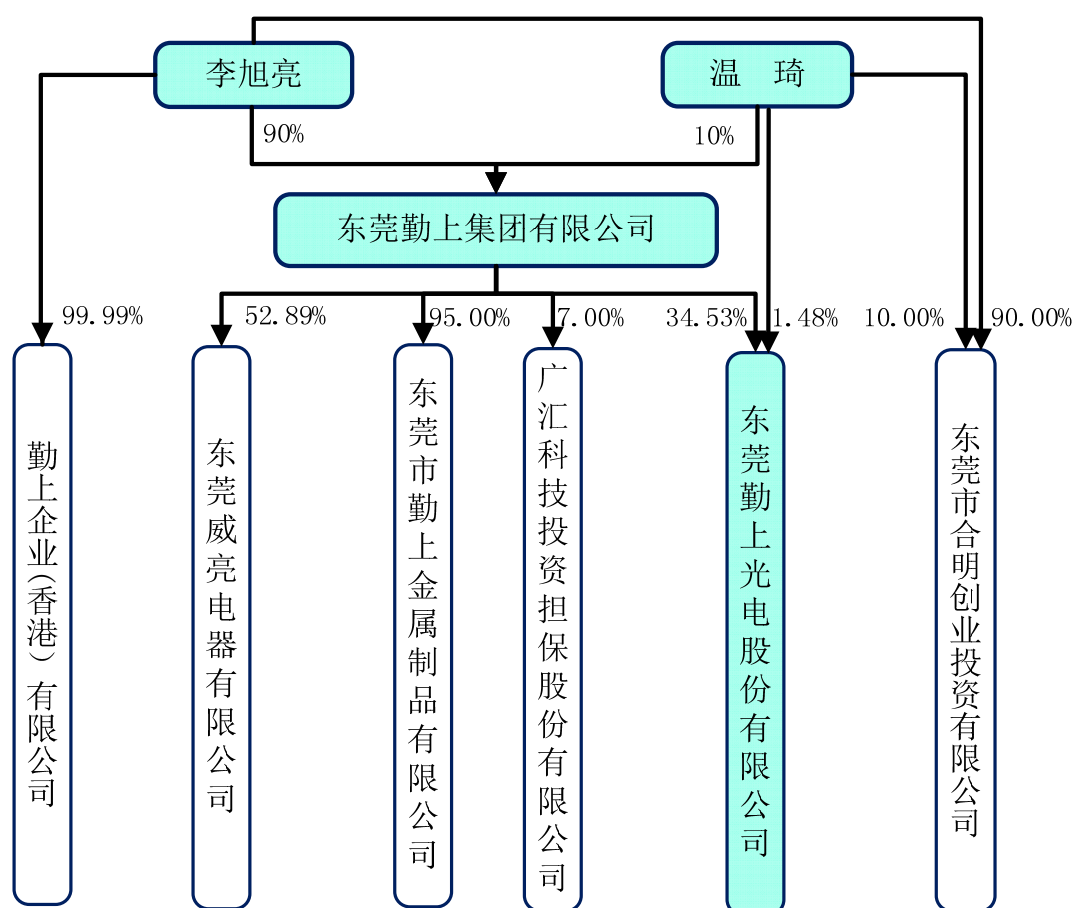 李旭亮
温 琦
90%
10%
东莞勤上集团有限公司
99.99%
52.89%
95.00%
7.00%
34.53%
1.48%
10.00%
90.00%
勤上企业(香港)有限公司
东莞威亮电器有限公司
东莞市勤上金属制品有限公司
广汇科技投资担保股份有限公司
东莞勤上光电股份有限公司
东莞市合明创业投资有限公司